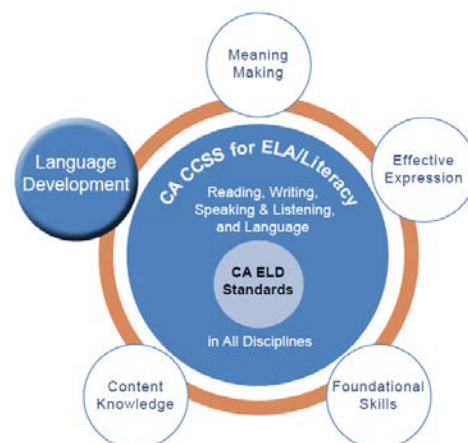 Meaning
Making
Language
Development
Effective
Expression
CA CCSS for ELA/Literacy
Reading, Writing,
Speaking & Listening,
and Language
CA ELD
Standards
in All Disciplines
Content
Knowledge
Foundational
Skills